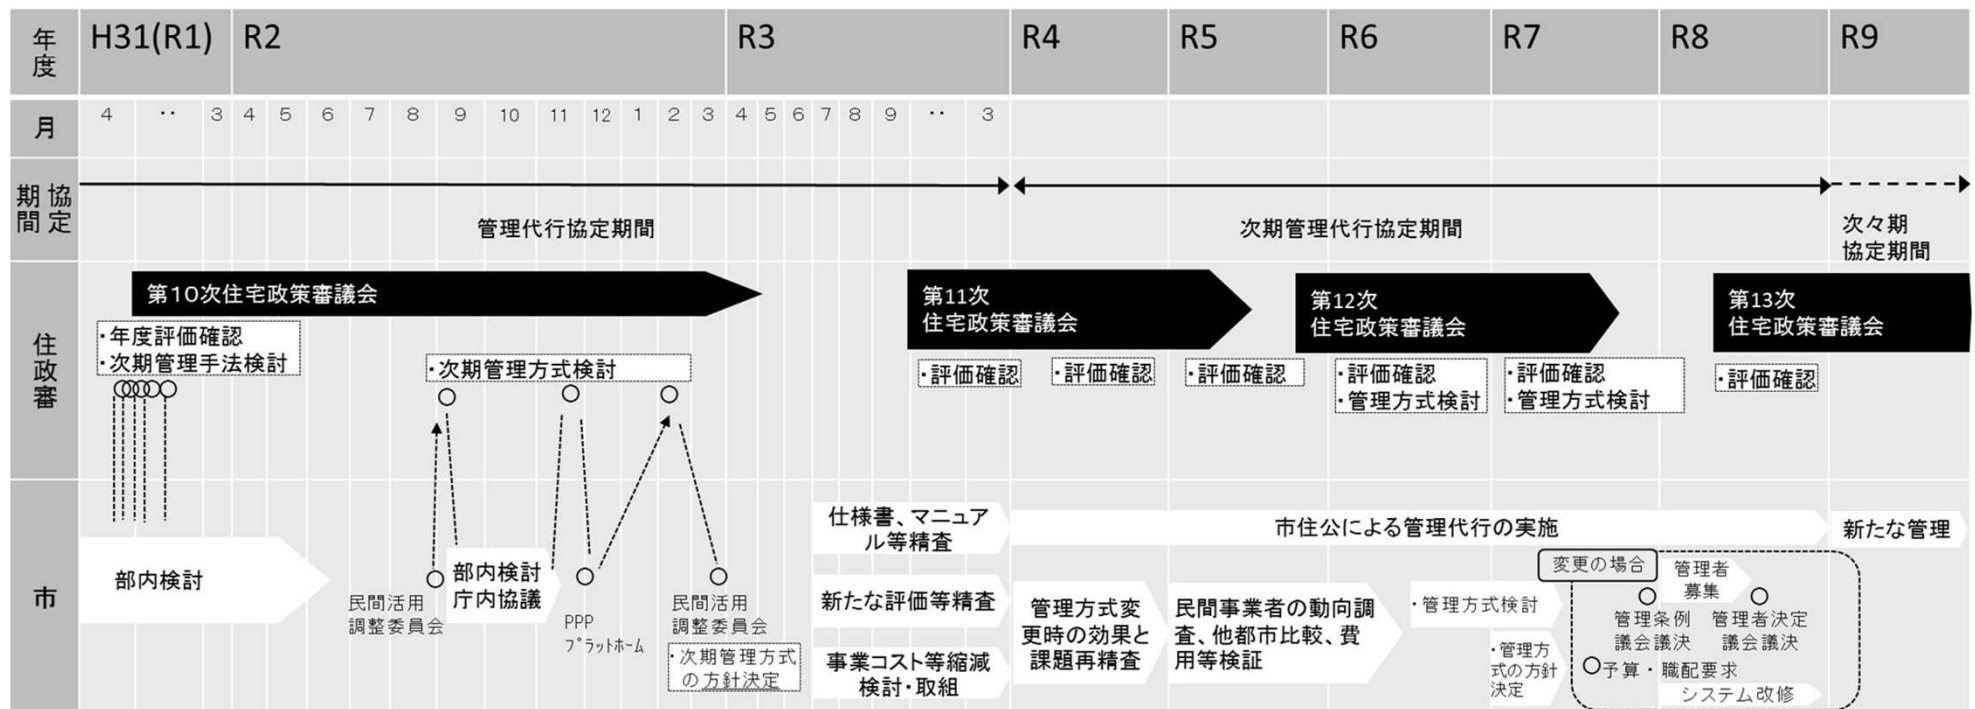 年度
H31(R1)
R2
R3
R4
R5
R6
R7
R8
R9
月
4 ‥ 3 4 5 6 7 8 9 10 11 12 1 2 3 4 5 6 7 8 9 ‥ 3
協定期間
管理代行協定期間
次期管理代行協定期間
次々期
協定期間
住政審
第10次住宅政策審議会
・年度評価確認
・次期管理手法検討
・次期管理方式検討
第11次
住宅政策審議会
・評価確認
・評価確認
・評価確認
第12次
住宅政策審議会
・評価確認
・管理方式検討
・評価確認
・管理方式検討
第13次
住宅政策審議会
・評価確認
市
部内検討
民間活用
調整委員会
部内検討
庁内協議
PPP
ﾌﾟﾗｯﾄﾎｰﾑ
民間活用
調整委員会
・次期管理方式
の方針決定
仕様書、マニュア
ル等精査
新たな評価等精査
事業コスト等縮減
検討・取組
市住公による管理代行の実施
新たな管理
管理方式変
更時の効果と
課題再精査
民間事業者の動向調
査、他都市比較、費
用等検証
・管理方式検討
・管理方
式の方針
決定
変更の場合
管理者
募集
管理条例
議会議決
管理者決定
議会議決
予算・職配要求
システム改修